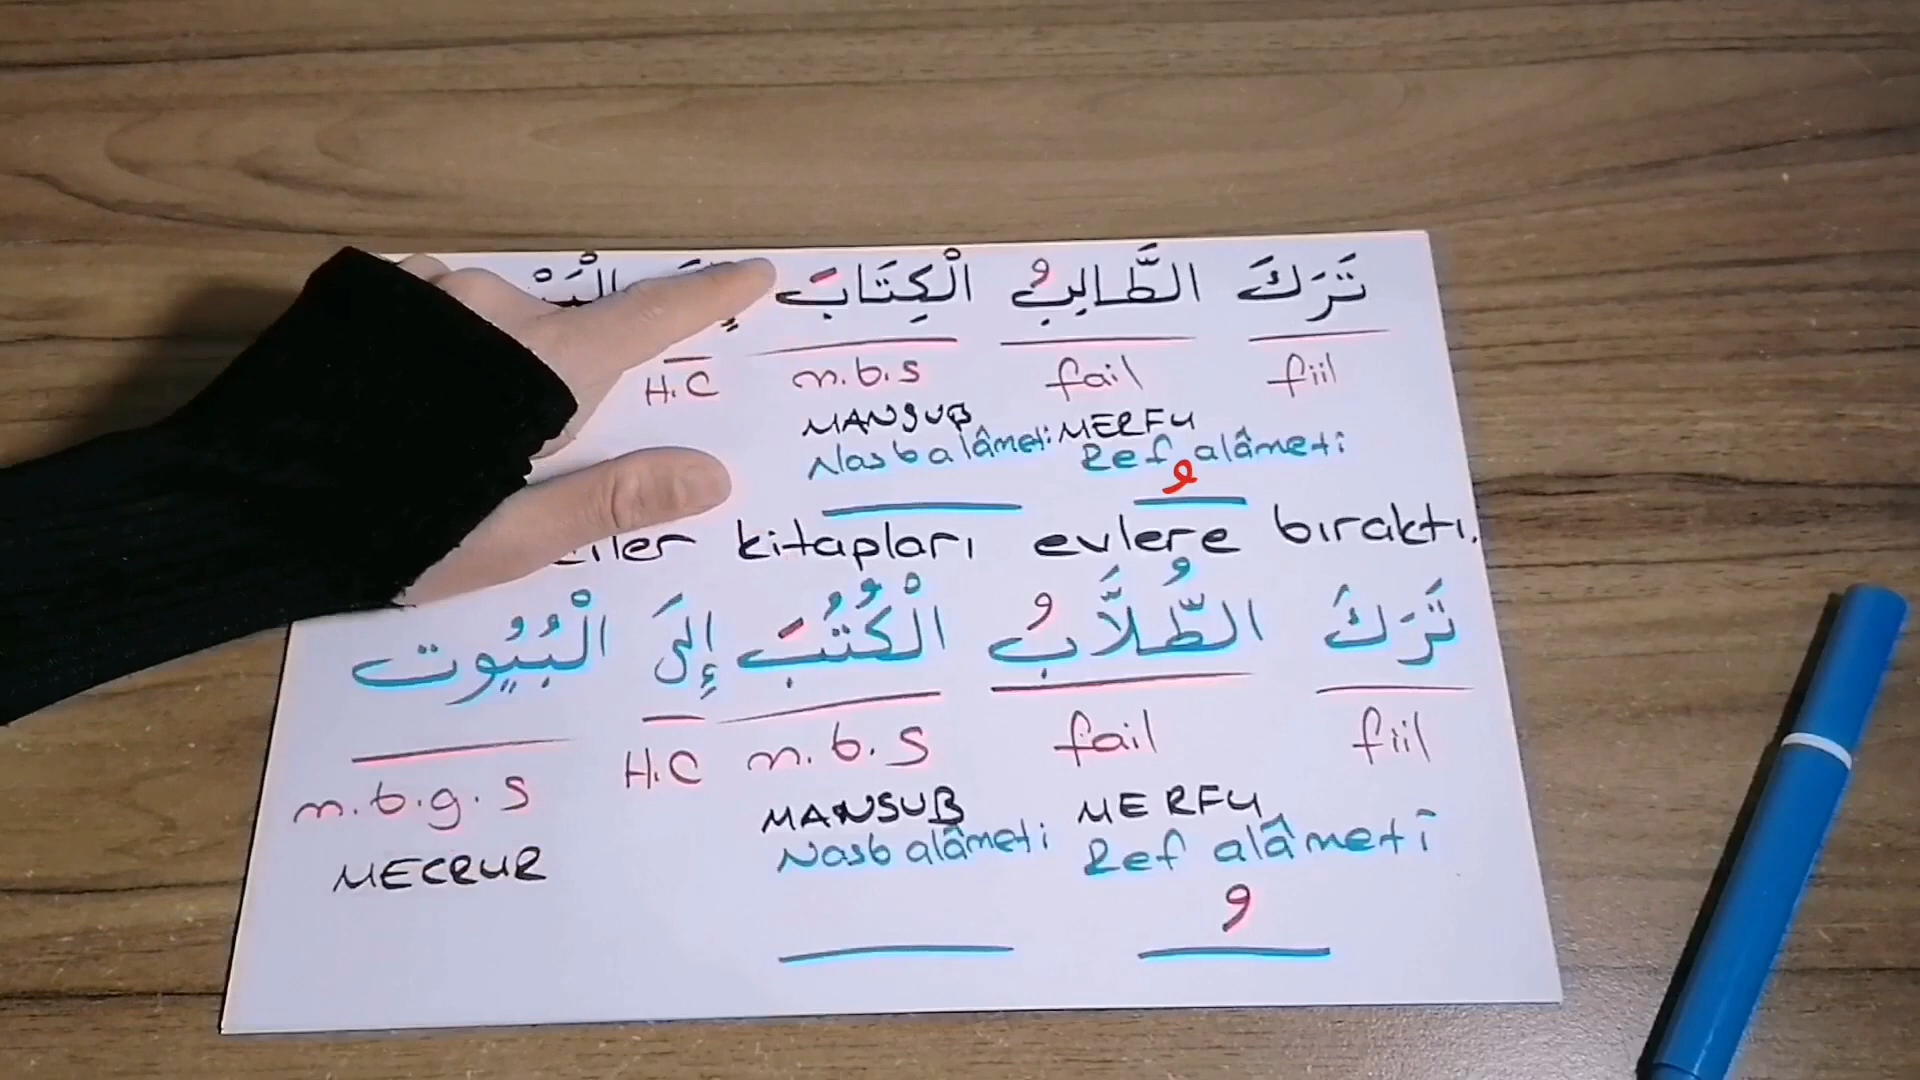 تَرَكَ الطَّالِبُ الْكِتَابَ
fiil fail m.b.s H.C
MERFU MANSUB
Ref alâmeti Nasb alâmeti
ُ
kitapları evlere bıraktı.
تَرَكَ الطُّلَّابُ الْكُتُبَ إِلَى الْبُيُوت
fiil fail m.b.s H.C m.b.g.s
MERFU MANSUB MECRUR
Ref alâmeti Nasb alâmeti
ُ